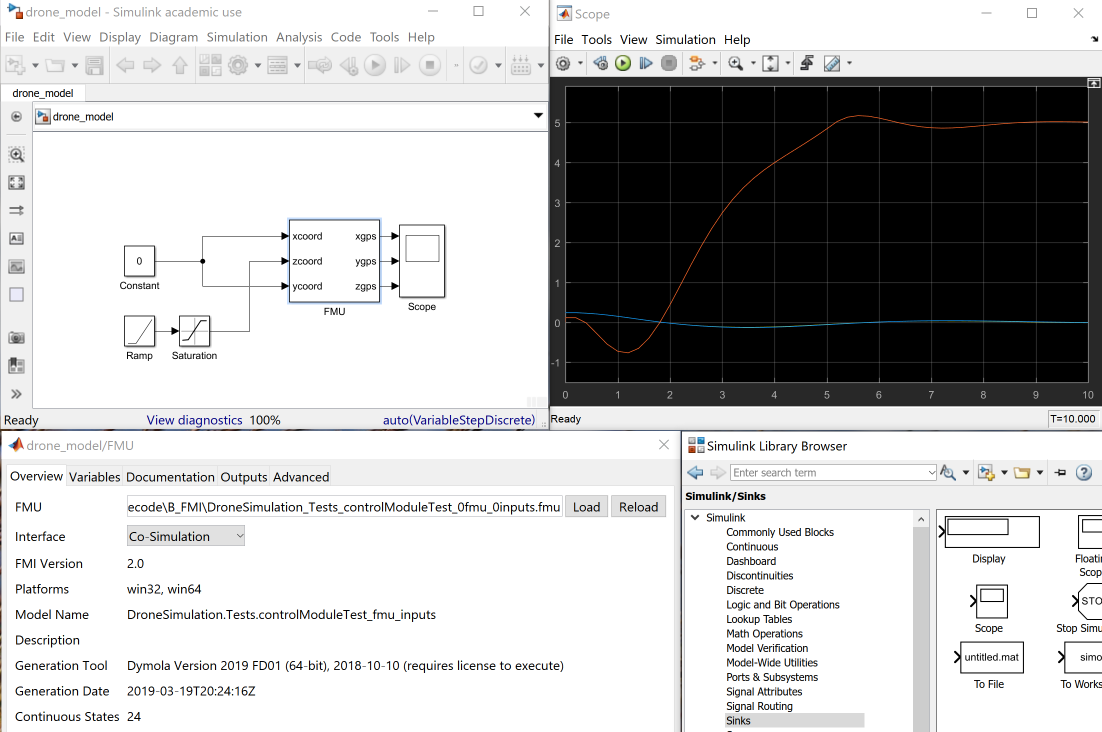 drone_model - Simulink academic use
File Edit View Display Diagram Simulation Analysis Code Tools Help
drone_model
drone_model
0
Constant
Ramp
Saturation
xcoord
zcoord
ycoord
xgps
ygps
zgps
FMU
Scope
Ready
View diagnostics 100%
auto(VariableStepDiscrete)
Scope
File Tools View Simulation Help
5
4
3
2
1
0
-1
0 1 2 3 4 5 6 7 8 9 10
Ready
T=10.000
drone_model/FMU
Overview Variables Documentation Outputs Advanced
FMU ecode\B_FMI\DroneSimulation_Tests_controlModuleTest_0fmu_0inputs.fmu Load Reload
Interface Co-Simulation
FMI Version 2.0
Platforms win32, win64
Model Name DroneSimulation.Tests.controlModuleTest_fmu_inputs
Description
Generation Tool Dymola Version 2019 FD01 (64-bit), 2018-10-10 (requires license to execute)
Generation Date 2019-03-19T20:24:16Z
Continuous States 24
Simulink Library Browser
Enter search term
Simulink/Sinks
Simulink
Commonly Used Blocks
Continuous
Dashboard
Discontinuities
Discrete
Logic and Bit Operations
Lookup Tables
Math Operations
Model Verification
Model-Wide Utilities
Ports & Subsystems
Signal Attributes
Signal Routing
Sinks
Display
Floatin
Scop
Scope
STO
Stop Simu
untitled.mat
To File
simo
To Works